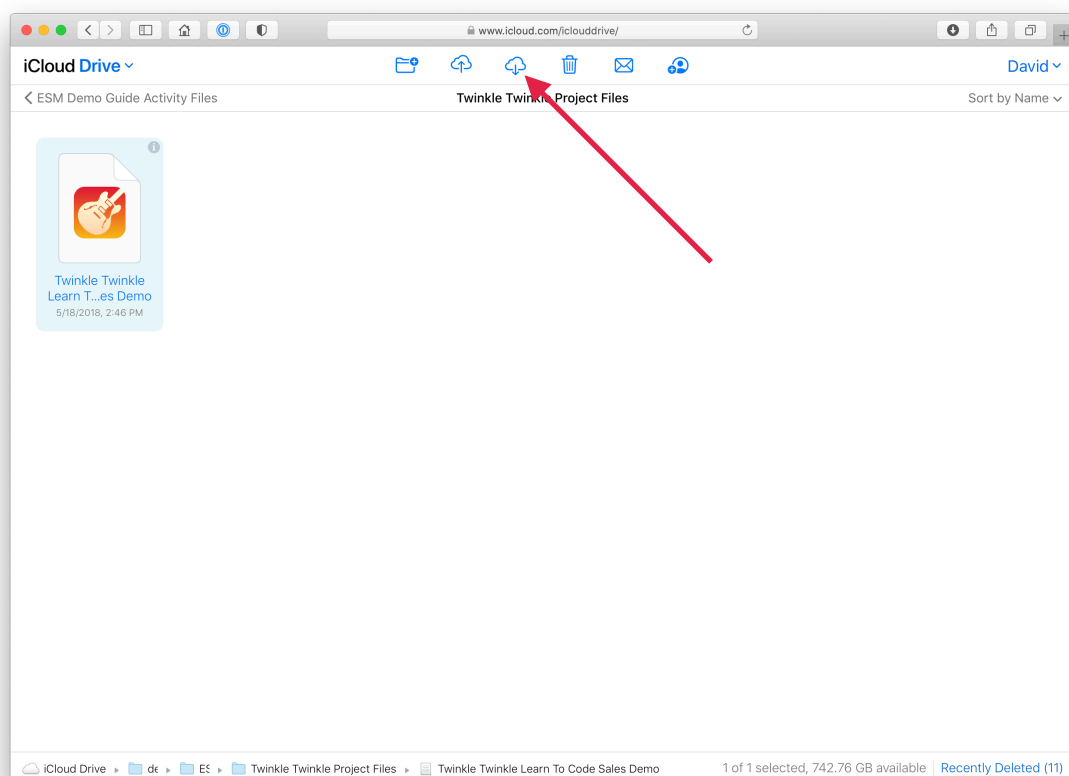 www.icloud.com/iclouddrive/
iCloud Drive
David
ESM Demo Guide Activity Files
Twinkle Twinkle Project Files
Sort by Name
Twinkle Twinkle
Learn T...es Demo
5/18/2018, 2:46 PM
iCloud Drive de ES Twinkle Twinkle Project Files Twinkle Twinkle Learn To Code Sales Demo
1 of 1 selected, 742.76 GB available Recently Deleted (11)